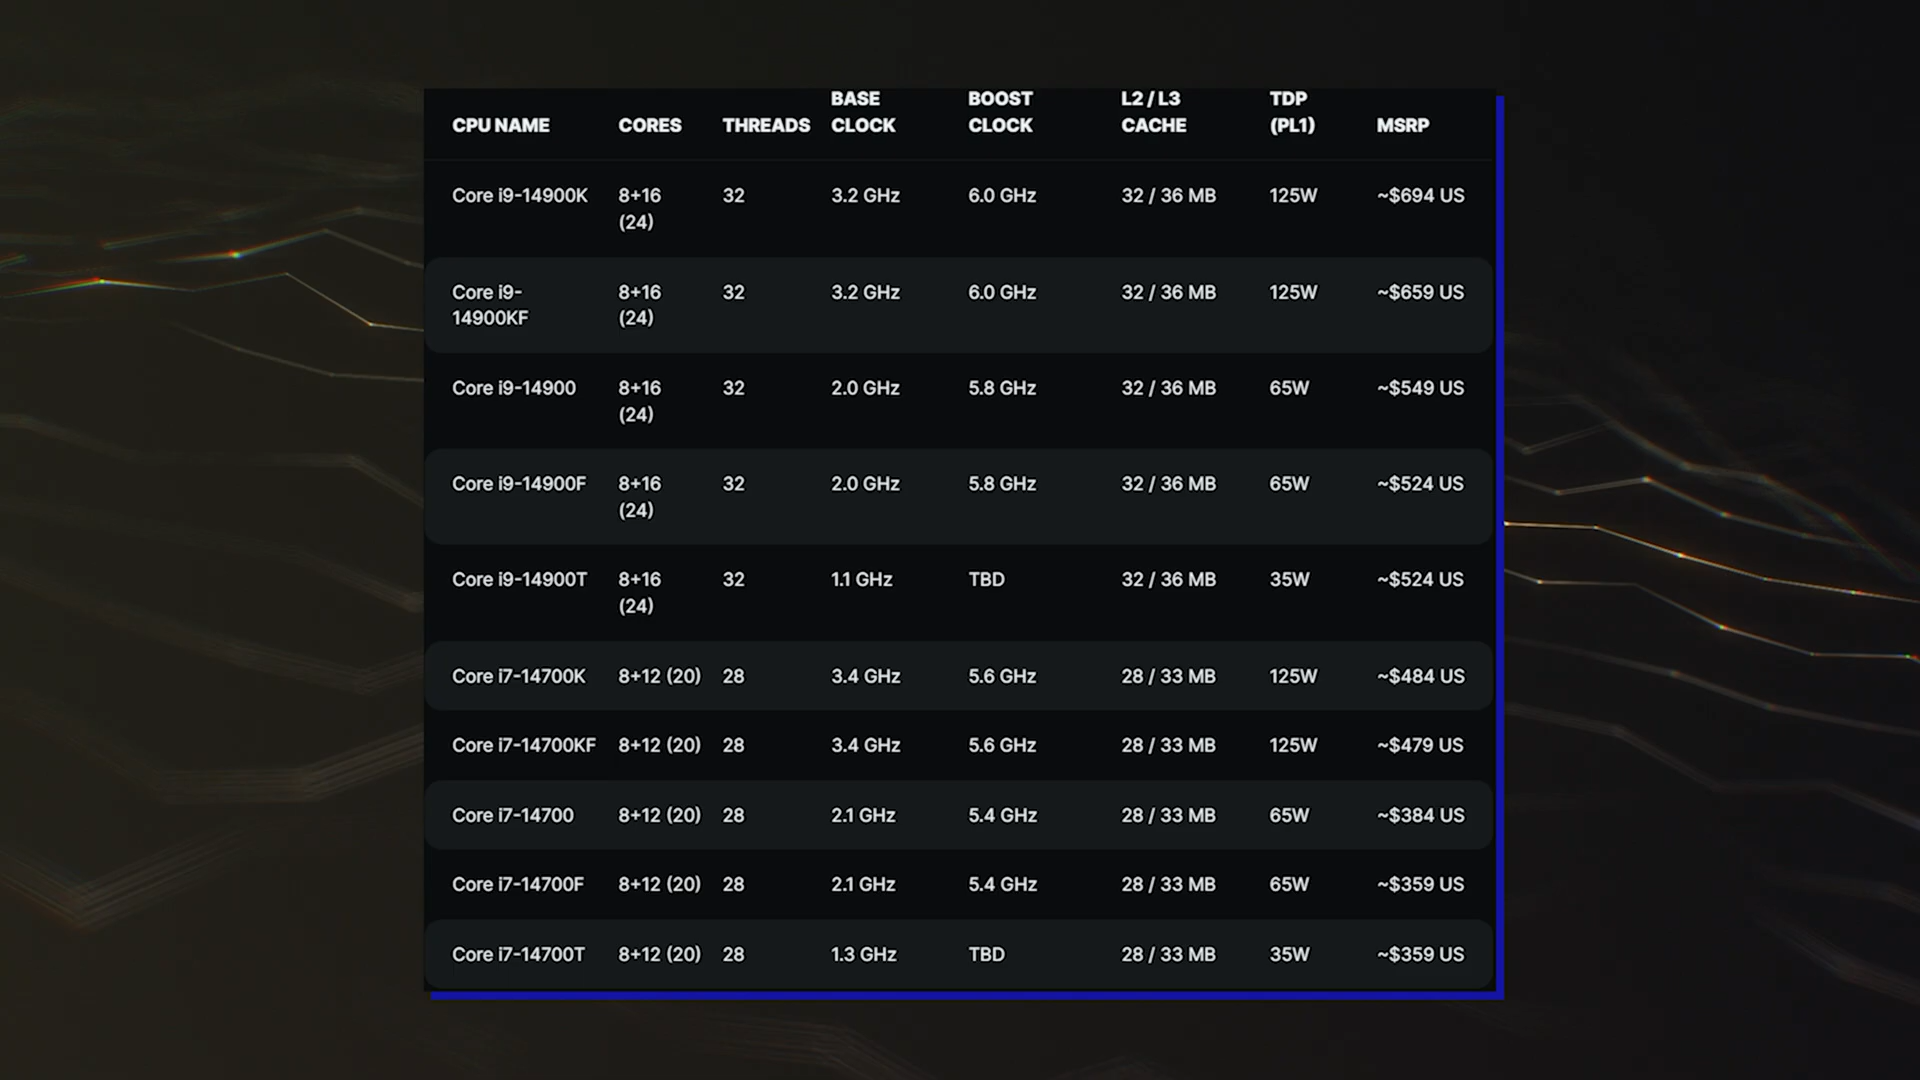 CPU NAME CORES THREADS BASE CLOCK BOOST CLOCK L2 / L3 CACHE TDP (PL1) MSRP
Core i9-14900K 8+16 (24) 32 3.2 GHz 6.0 GHz 32 / 36 MB 125W ~$694 US
Core i9-14900KF 8+16 (24) 32 3.2 GHz 6.0 GHz 32 / 36 MB 125W ~$659 US
Core i9-14900 8+16 (24) 32 2.0 GHz 5.8 GHz 32 / 36 MB 65W ~$549 US
Core i9-14900F 8+16 (24) 32 2.0 GHz 5.8 GHz 32 / 36 MB 65W ~$524 US
Core i9-14900T 8+16 (24) 32 1.1 GHz TBD 32 / 36 MB 35W ~$524 US
Core i7-14700K 8+12 (20) 28 3.4 GHz 5.6 GHz 28 / 33 MB 125W ~$484 US
Core i7-14700KF 8+12 (20) 28 3.4 GHz 5.6 GHz 28 / 33 MB 125W ~$479 US
Core i7-14700 8+12 (20) 28 2.1 GHz 5.4 GHz 28 / 33 MB 65W ~$384 US
Core i7-14700F 8+12 (20) 28 2.1 GHz 5.4 GHz 28 / 33 MB 65W ~$359 US
Core i7-14700T 8+12 (20) 28 1.3 GHz TBD 28 / 33 MB 35W ~$359 US